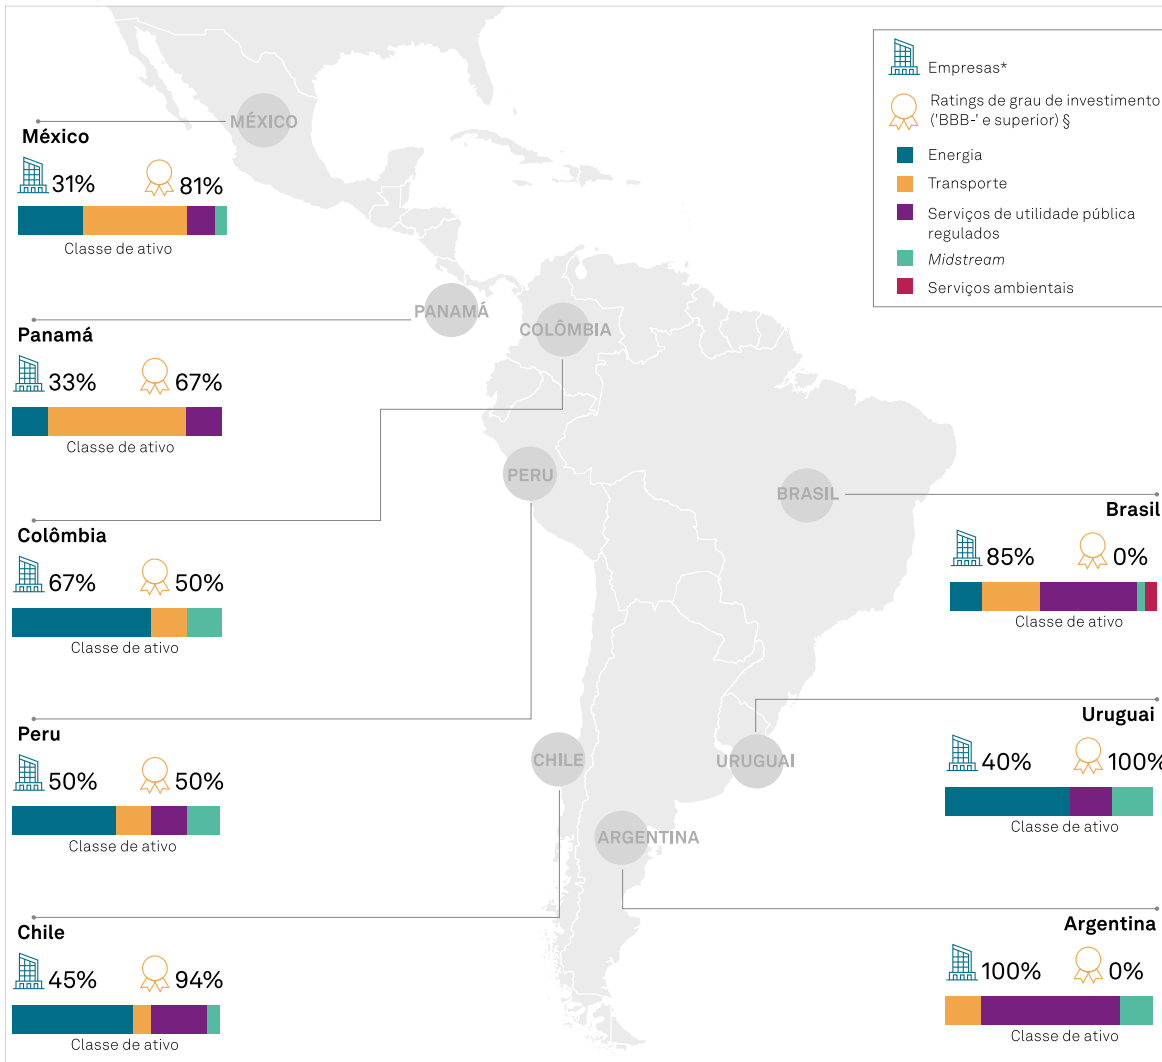 Empresas*
Ratings de grau de investimento
('BBB-' e superior) §
Energia
Transporte
Serviços de utilidade pública
regulados
Midstream
Serviços ambientais
MÉXICO
PANAMÁ
COLÔMBIA
PERU
BRASIL
CHILE
URUGUAI
ARGENTINA
México
31% 81%
Classe de ativo
Panamá
33% 67%
Classe de ativo
Colômbia
67% 50%
Classe de ativo
Peru
50% 50%
Classe de ativo
Chile
45% 94%
Classe de ativo
Brasil
85% 0%
Classe de ativo
Uruguai
40% 100%
Classe de ativo
Argentina
100% 0%
Classe de ativo